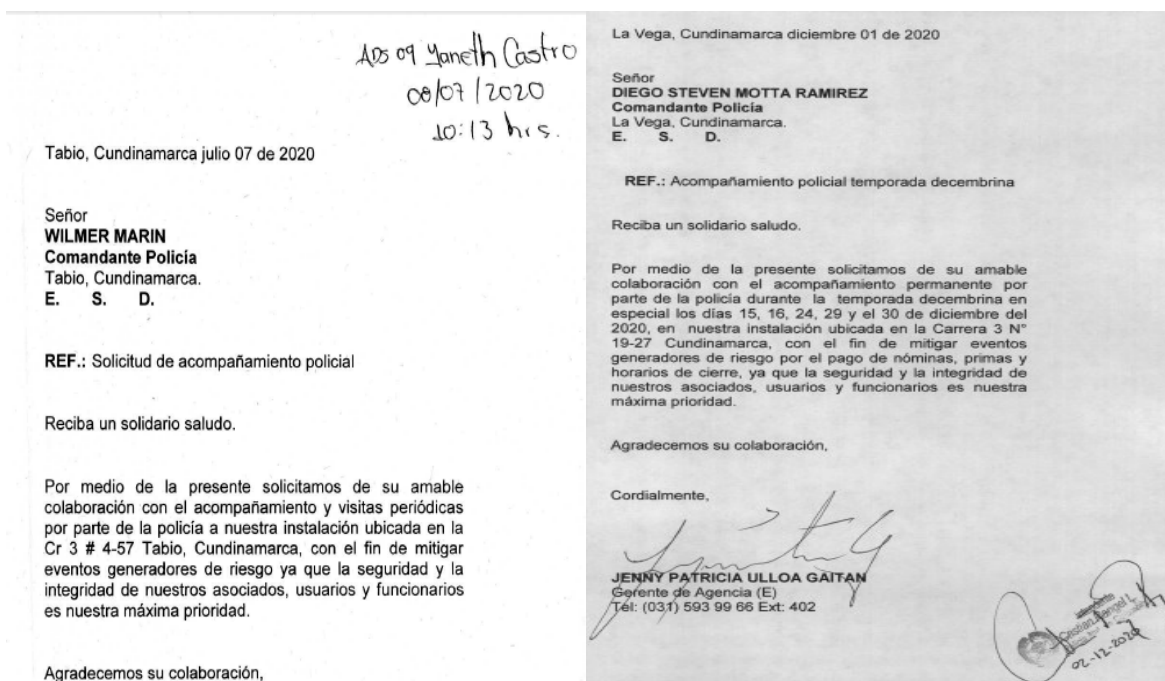 ADS 09 Yaneth Castro
08/07/2020
10:13 hrs.
Tabio, Cundinamarca julio 07 de 2020
Señor
WILMER MARIN
Comandante Policía
Tabio, Cundinamarca.
E. S. D.
REF.: Solicitud de acompañamiento policial
Reciba un solidario saludo.
Por medio de la presente solicitamos de su amable
colaboración con el acompañamiento y visitas periódicas
por parte de la policía a nuestra instalación ubicada en la
Cr 3 # 4-57 Tabio, Cundinamarca, con el fin de mitigar
eventos generadores de riesgo ya que la seguridad y la
integridad de nuestros asociados, usuarios y funcionarios
es nuestra máxima prioridad.
Agradecemos su colaboración,
La Vega, Cundinamarca diciembre 01 de 2020
Señor
DIEGO STEVEN MOTTA RAMIREZ
Comandante Policía
La Vega, Cundinamarca.
E. S. D.
REF.: Acompañamiento policial temporada decembrina
Reciba un solidario saludo.
Por medio de la presente solicitamos de su amable
colaboración con el acompañamiento permanente por
parte de la policía durante la temporada decembrina en
especial los días 15, 16, 24, 29 y el 30 de diciembre del
2020, en nuestra instalación ubicada en la Carrera 3 N°
19-27 Cundinamarca, con el fin de mitigar eventos
generadores de riesgo por el pago de nóminas, primas y
horarios de cierre, ya que la seguridad y la integridad de
nuestros asociados, usuarios y funcionarios es nuestra
máxima prioridad.
Agradecemos su colaboración,
Cordialmente,
JENNY PATRICIA ULLOA GAITAN
Gerente de Agencia (E)
Tel: (031) 593 99 66 Ext: 402
02-12-2020